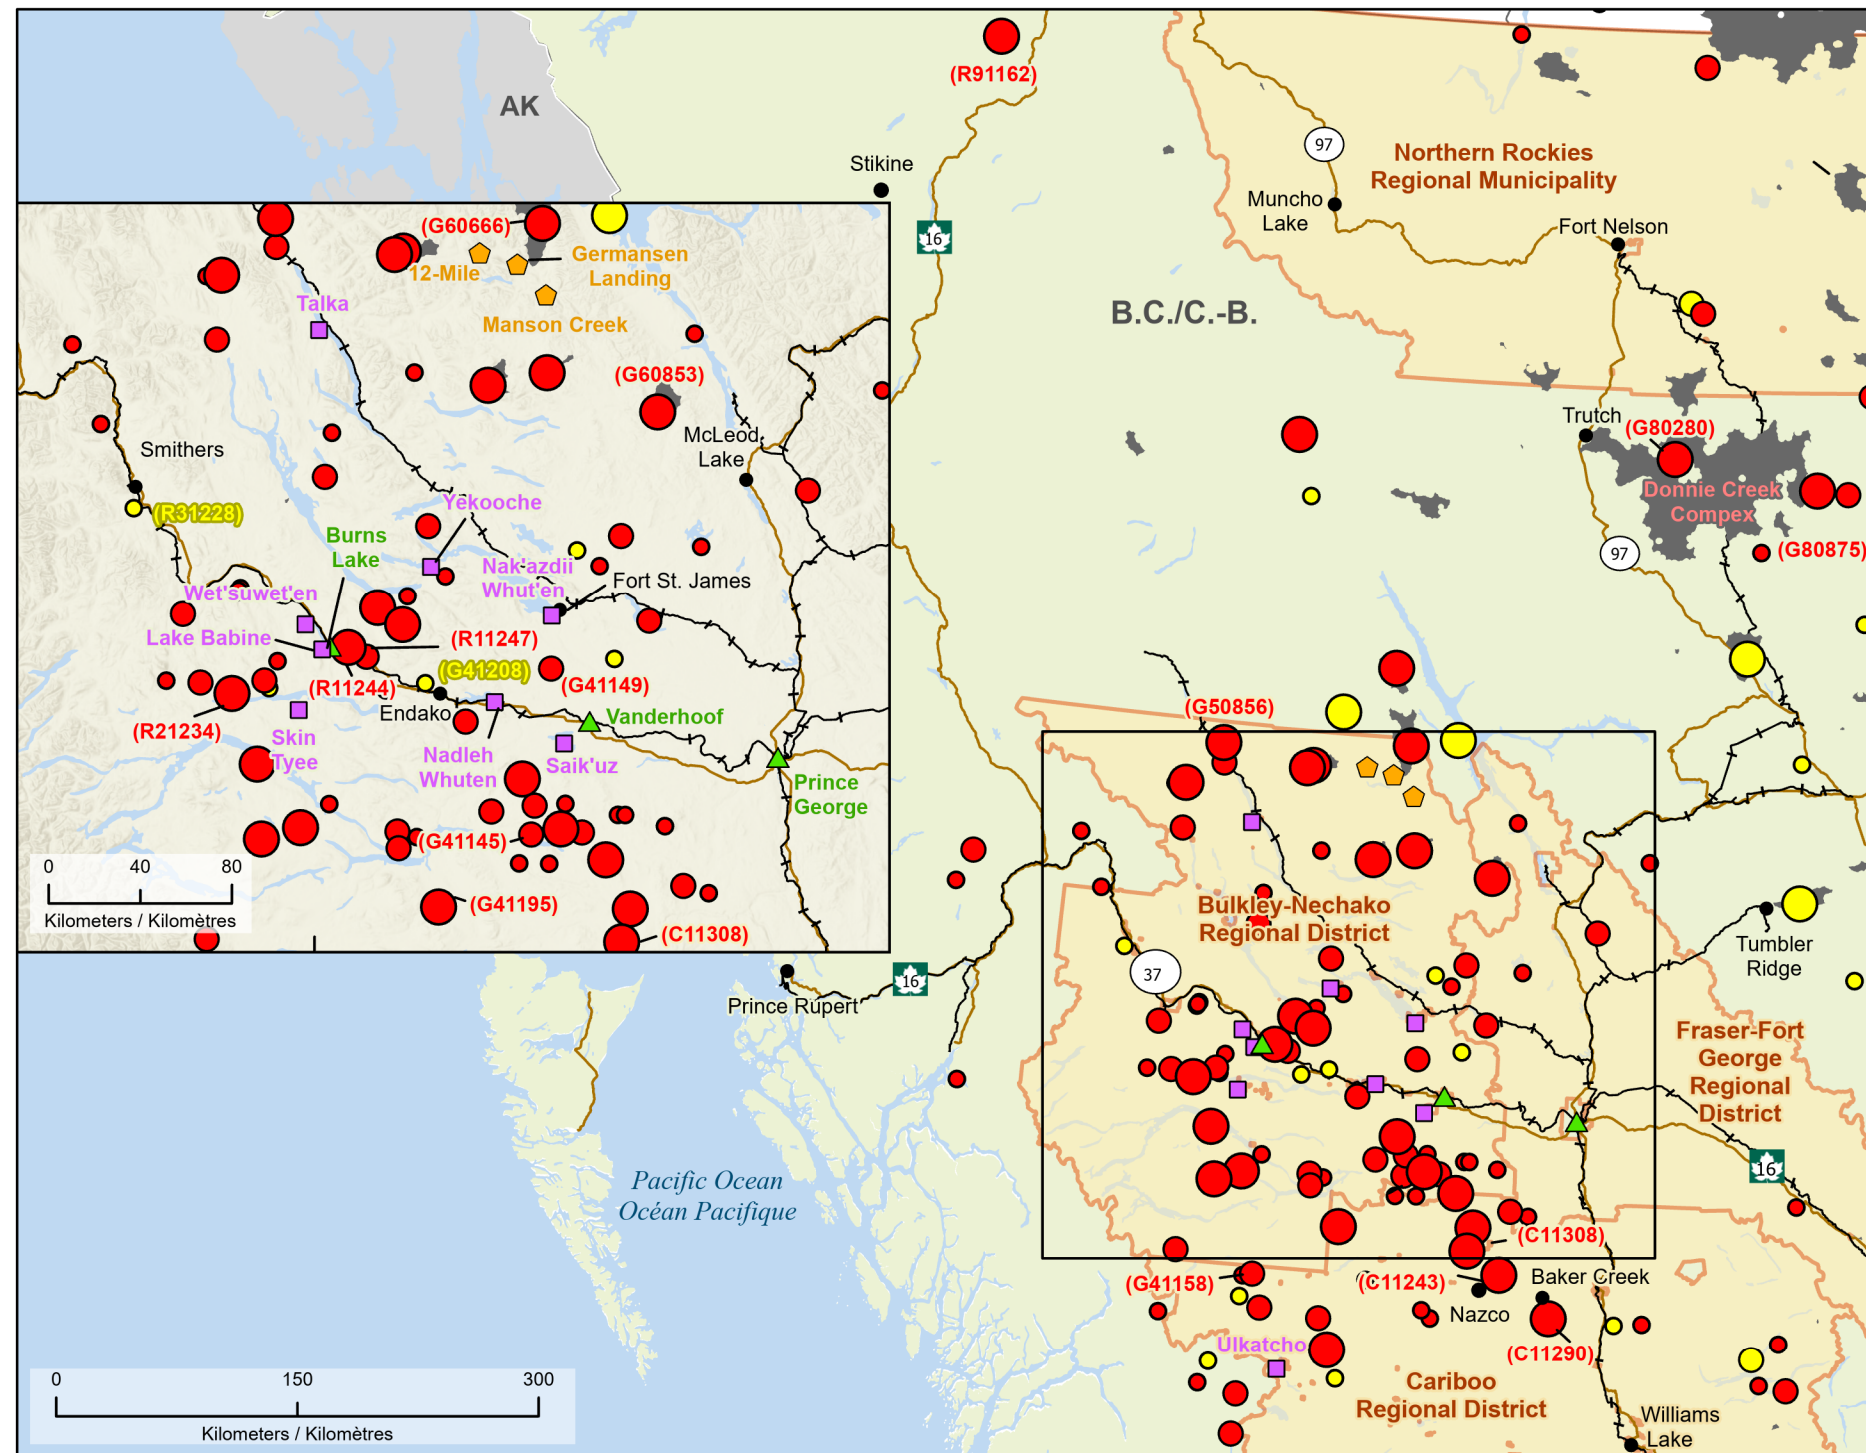 AK
(R91162)
Stikine
16
97
Northern Rockies
Regional Municipality
Muncho
Lake
Fort Nelson
B.C./C.-B.
Trutch
(G80280)
Donnie Creek
Compex
(G80875)
97
(G60666)
12-Mile
Germansen
Landing
Manson Creek
Talka
(G60853)
McLeod
Lake
Smithers
(R31228)
Yekooche
Burns
Lake
Nak'azdii
Whut'en
Fort St. James
Wet'suwet'en
Lake Babine
(R11247)
(G41208)
(R11244)
(G41149)
Endako
(R21234)
Skin
Tyee
Nadleh
Whuten
Vanderhoof
Saik'uz
Prince
George
(G41145)
(G41195)
(C11308)
0
40
80
Kilometers / Kilomètres
(G50856)
Bulkley-Nechako
Regional District
37
Tumbler
Ridge
Prince Rupert
16
Fraser-Fort
George
Regional
District
16
Pacific Ocean
Océan Pacifique
(C11308)
(G41158)
(C11243)
Baker Creek
Nazco
(C11290)
Ulkatcho
Cariboo
Regional District
Williams
Lake
0
150
300
Kilometers / Kilomètres